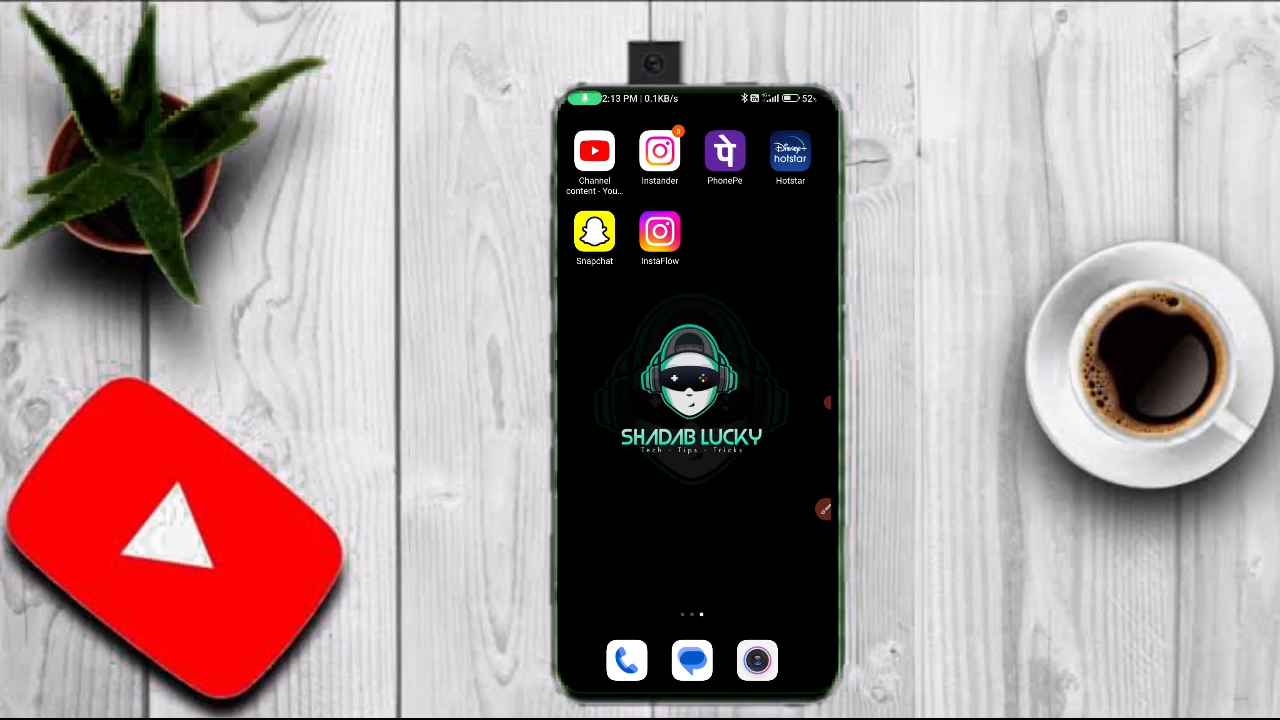 2:13 PM | 0.1KB/s 52%
5
पे
Disney+
hotstar
Channel
content - You...
Instander
PhonePe
Hotstar
Snapchat
InstaFlow
SHADAB LUCKY
Tech - Tips - Tricks